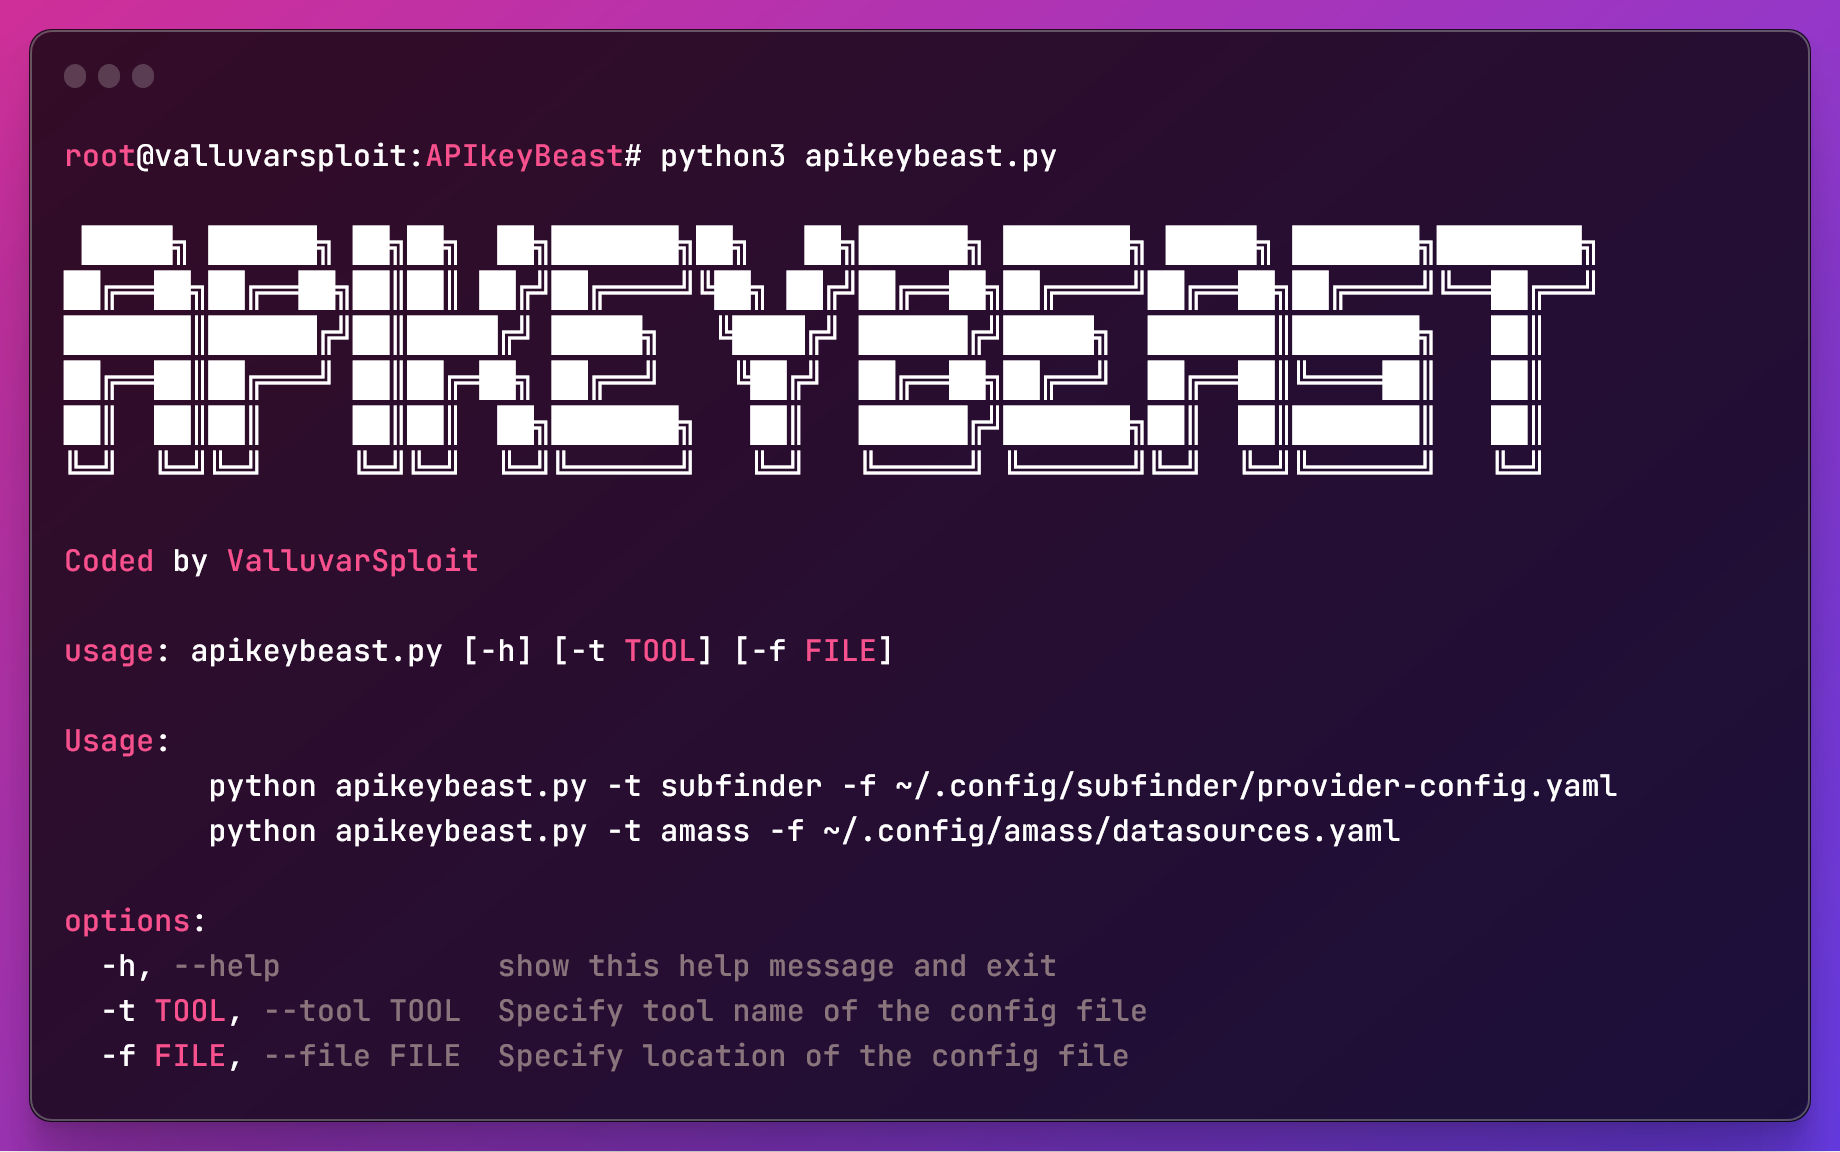 root@valluvarsploit:APIkeyBeast# python3 apikeybeast.py
APIKEYBEAST
Coded by ValluvarSploit
usage: apikeybeast.py [-h] [-t TOOL] [-f FILE]
Usage:
python apikeybeast.py -t subfinder -f ~/.config/subfinder/provider-config.yaml
python apikeybeast.py -t amass -f ~/.config/amass/datasources.yaml
options:
-h, --help show this help message and exit
-t TOOL, --tool TOOL Specify tool name of the config file
-f FILE, --file FILE Specify location of the config file